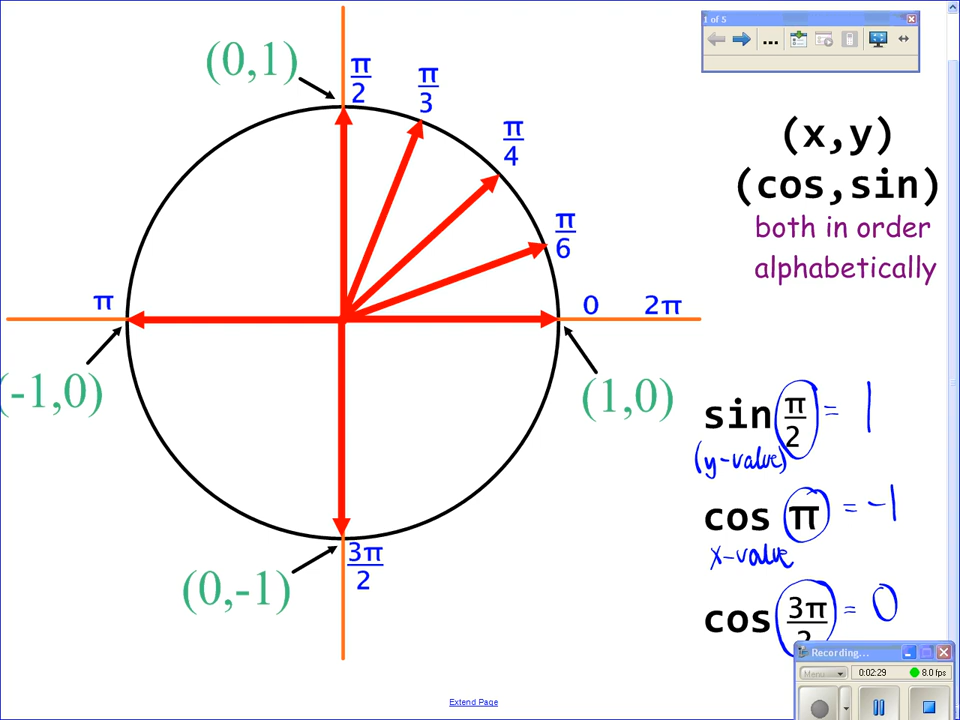 1 of 5
(0,1)
π/2
π/3
π/4
π/6
(x,y)
(cos,sin)
both in order
alphabetically
π
0
2π
(-1,0)
(1,0)
sin π/2 = 1
(y-value)
cos π = -1
x-value
3π/2
(0,-1)
cos 3π/2 = 0
Recording...
Menu
0:02:29
8.0 fps
Extend Page